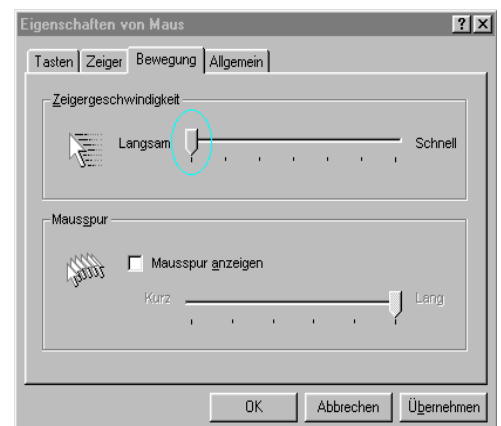 Eigenschaften von Maus
Tasten Zeiger Bewegung Allgemein
Zeigergeschwindigkeit
Langsam Schnell
Mausspur
Mausspur anzeigen
Kurz Lang
OK Abbrechen Übernehmen